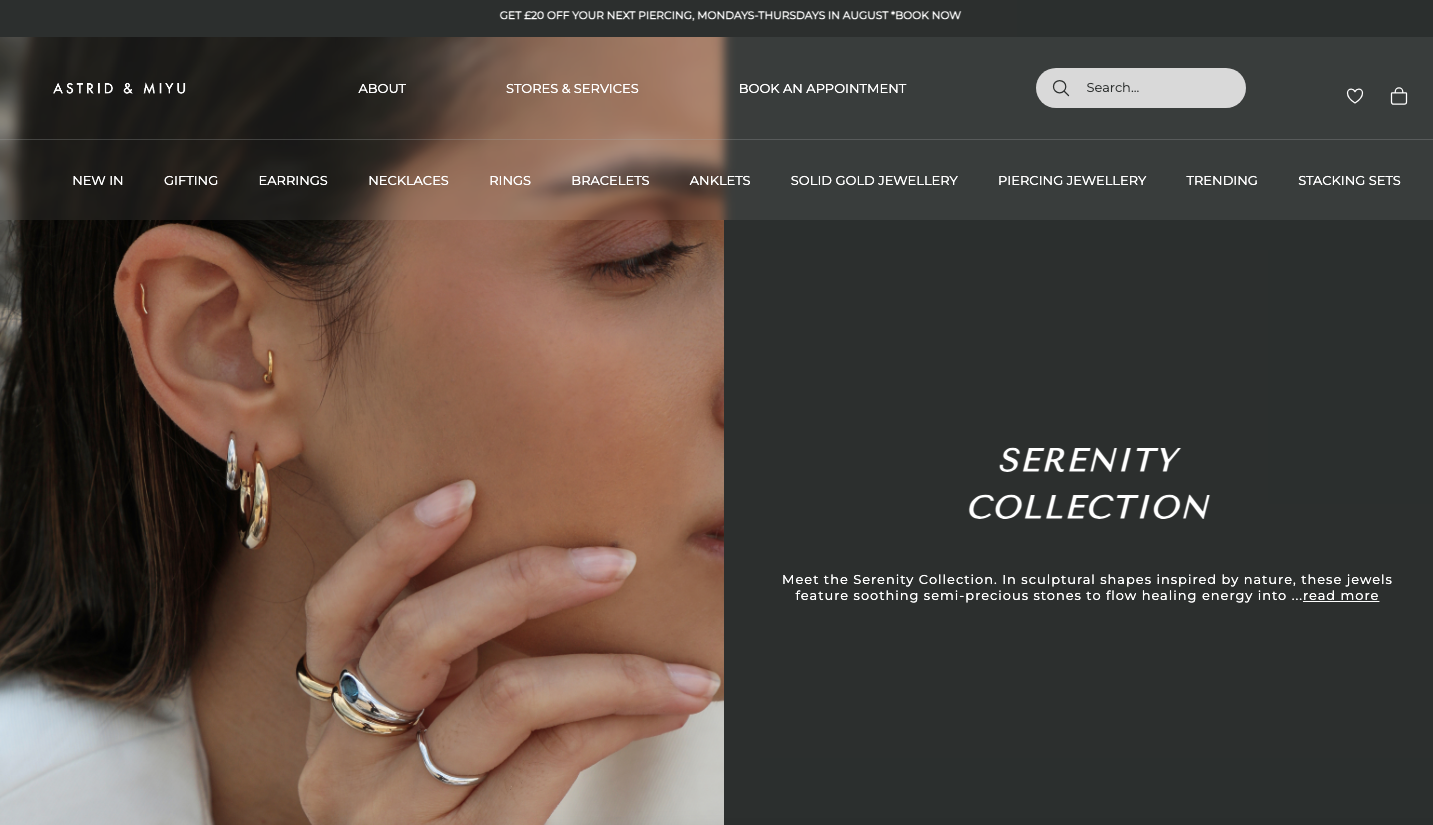 GET £20 OFF YOUR NEXT PIERCING, MONDAYS-THURSDAYS IN AUGUST *BOOK NOW
ASTRID & MIYU
ABOUT
STORES & SERVICES
BOOK AN APPOINTMENT
Search...
NEW IN
GIFTING
EARRINGS
NECKLACES
RINGS
BRACELETS
ANKLETS
SOLID GOLD JEWELLERY
PIERCING JEWELLERY
TRENDING
STACKING SETS
SERENITY
COLLECTION
Meet the Serenity Collection. In sculptural shapes inspired by nature, these jewels
feature soothing semi-precious stones to flow healing energy into ...read more